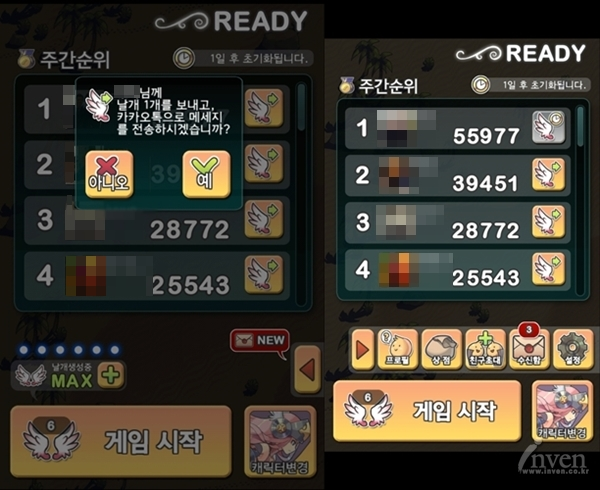 READY
주간순위
1일 후 초기화됩니다.
님께
날개 1개를 보내고,
카카오톡으로 메세지
를 전송하시겠습니까?
아니오
예
1
2
3
28772
4
25543
NEW
날개생성중
MAX
6
게임 시작
캐릭터변경
READY
주간순위
1일 후 초기화됩니다.
1
55977
2
39451
3
28772
4
25543
3
프로필
상.점
친구초대
수신함
설정
6
게임 시작
캐릭터변경
inven
www.inven.co.kr